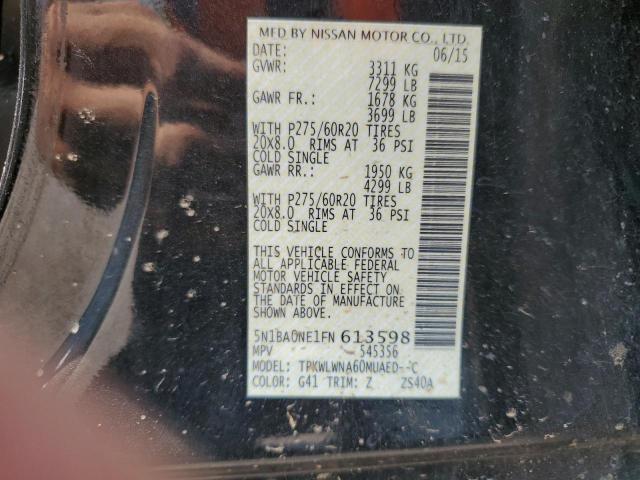 MFD BY NISSAN MOTOR CO., LTD.
DATE: 06/15
GVWR: 3311 KG
7299 LB
GAWR FR.: 1678 KG
3699 LB
WITH P275/60R20 TIRES
20X8.0 RIMS AT 36 PSI
COLD SINGLE
GAWR RR.: 1950 KG
4299 LB
WITH P275/60R20 TIRES
20X8.0 RIMS AT 36 PSI
COLD SINGLE
THIS VEHICLE CONFORMS TO
ALL APPLICABLE FEDERAL
MOTOR VEHICLE SAFETY
STANDARDS IN EFFECT ON
THE DATE OF MANUFACTURE
SHOWN ABOVE.
5N1BA0NE1FN 613598
MPV 545356
MODEL: TPKWLWNA60MUAED--C
COLOR: G41 TRIM: Z ZS40A